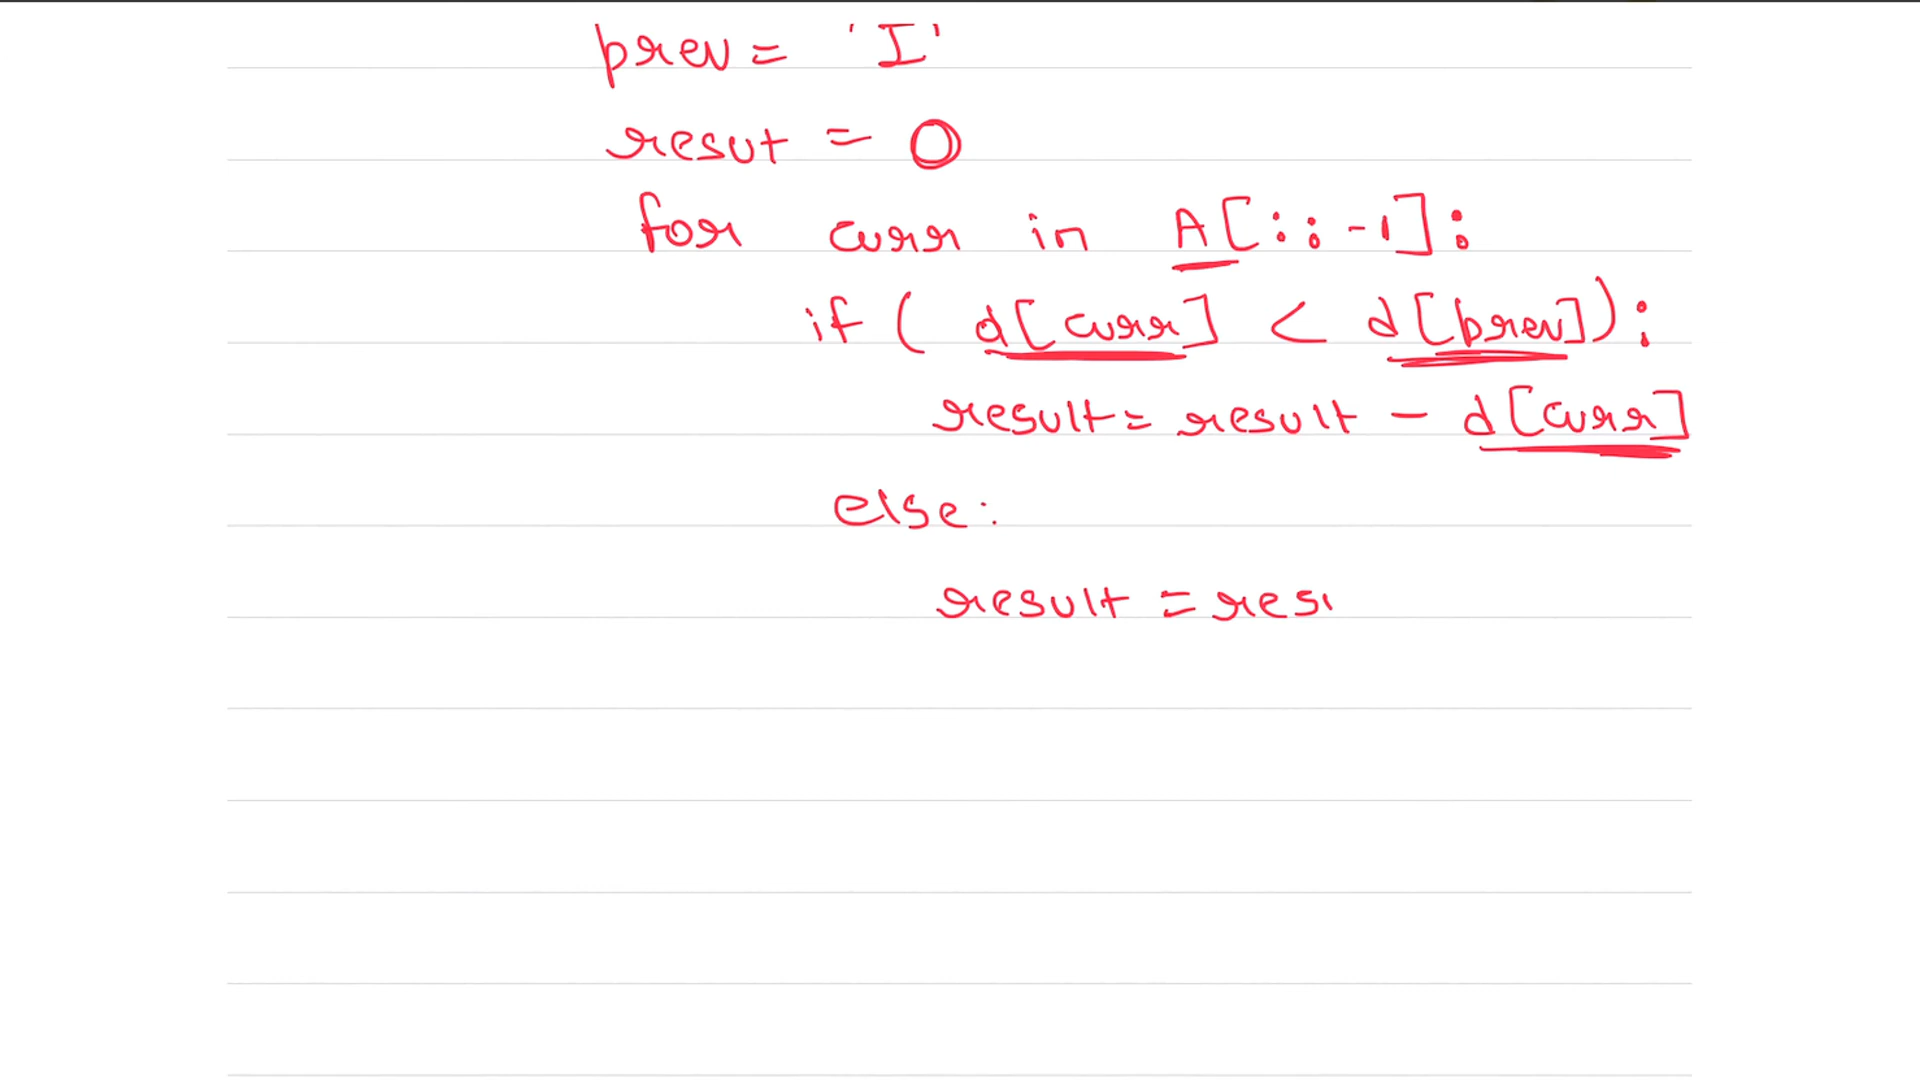 prev = 'I'
resut = 0
for curr in A[::-1]:
if ( d[curr] < d[prev]):
result = result - d[curr]
else:
result = resu